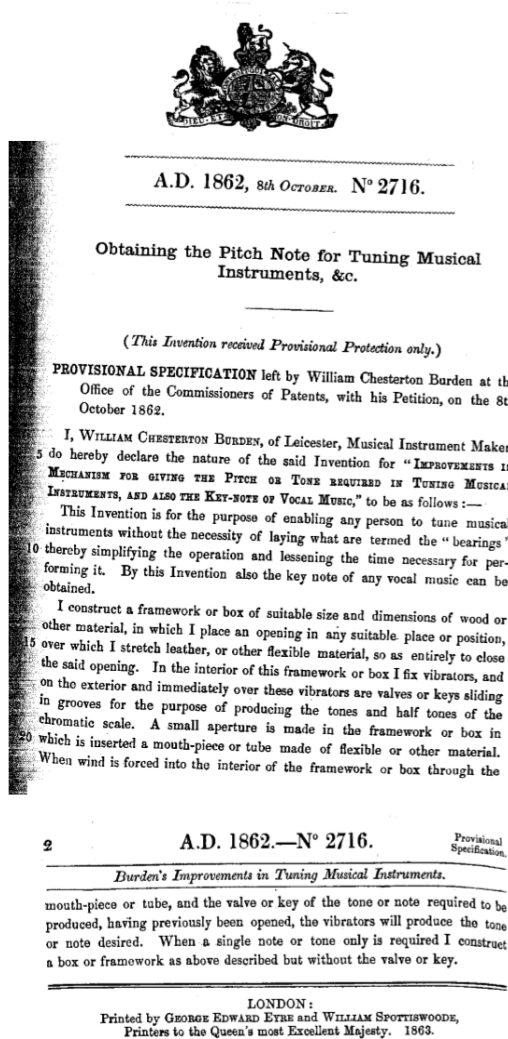 DIEU ET MON DROIT
A.D. 1862, 8th OCTOBER. No 2716.
Obtaining the Pitch Note for Tuning Musical
Instruments, &c.
(This Invention received Provisional Protection only.)
PROVISIONAL SPECIFICATION left by William Chesterton Burden at th
Office of the Commissioners of Patents, with his Petition, on the 8t
October 1862.
I, WILLIAM CHESTERTON BURDEN, of Leicester, Musical Instrument Maker
5 do hereby declare the nature of the said Invention for "IMPROVEMENTS I
MECHANISM FOR GIVING THE PITCH OR TONE REQUIRED IN TUNING MUSICA
INSTRUMENTS, AND ALSO THE KEY-NOTE OF VOCAL MUSIC," to be as follows :—
This Invention is for the purpose of enabling any person to tune musical
instruments without the necessity of laying what are termed the "bearings"
10 thereby simplifying the operation and lessening the time necessary for per-
forming it. By this Invention also the key note of any vocal music can be
obtained.
I construct a framework or box of suitable size and dimensions of wood or
other material, in which I place an opening in any suitable place or position,
15 over which I stretch leather, or other flexible material, so as entirely to close
the said opening. In the interior of this framework or box I fix vibrators, and
on the exterior and immediately over these vibrators are valves or keys sliding
in grooves for the purpose of producing the tones and half tones of the
chromatic scale. A small aperture is made in the framework or box in
20 which is inserted a mouth-piece or tube made of flexible or other material.
When wind is forced into the interior of the framework or box through the
2 A.D. 1862.—No 2716. Provisional
Specification.
Burden's Improvements in Tuning Musical Instruments.
mouth-piece or tube, and the valve or key of the tone or note required to be
produced, having previously been opened, the vibrators will produce the tone
or note desired. When a single note or tone only is required I construct
a box or framework as above described but without the valve or key.
LONDON:
Printed by GEORGE EDWARD EYRE and WILLIAM SPOTTISWOODE,
Printers to the Queen's most Excellent Majesty. 1863.